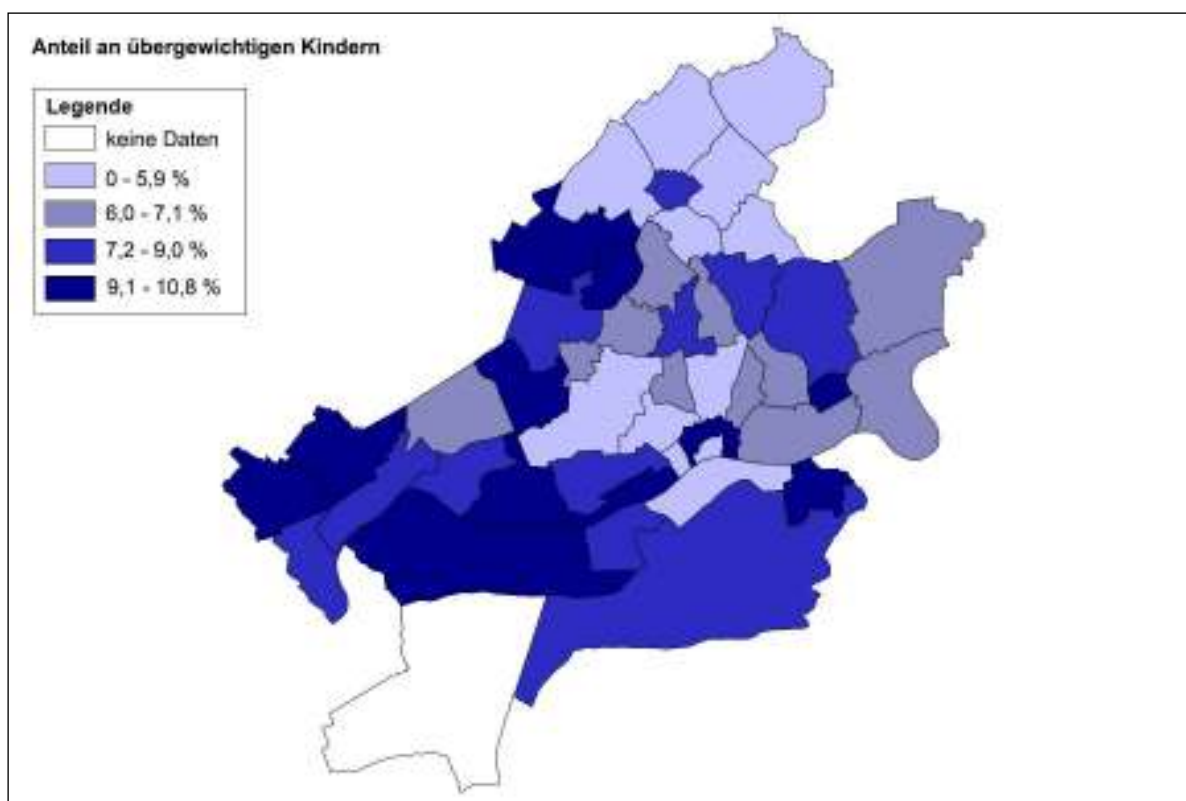 Anteil an übergewichtigen Kindern
Legende
keine Daten
0 - 5,9 %
6,0 - 7,1 %
7,2 - 9,0 %
9,1 - 10,8 %